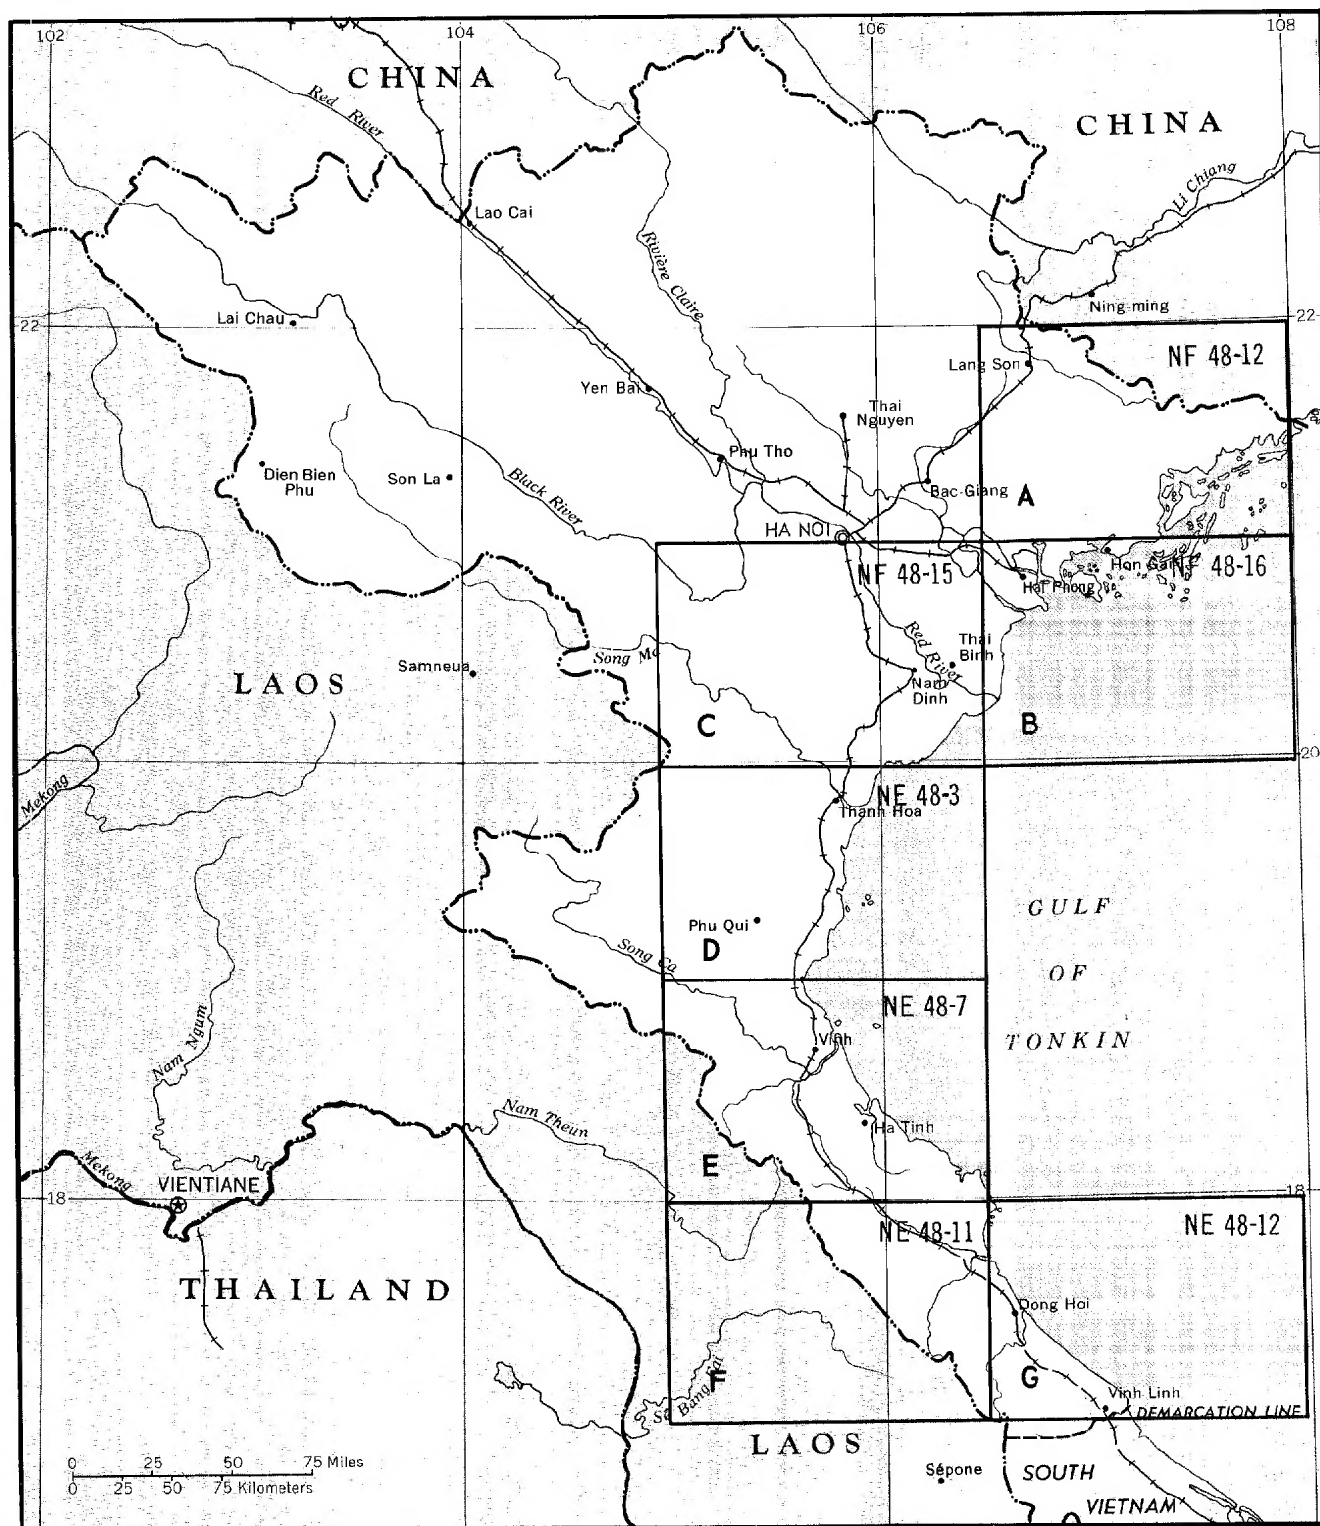 102
104
106
108
CHINA
Red River
CHINA
Li Chiang
Lao Cai
Rivière Claire
Ning-ming
22
Lai Chau
22
NF 48-12
Lang Son
Yen Bai
Thai
Nguyen
Phu Tho
Dien Bien
Phu
Son La
Black River
Bac-Giang
A
HA NOI
NF 48-15
Hon Gai
NF 48-16
Hai Phong
Red River
Thai
Binh
Samneua
Song Ma
LAOS
Nam
Dinh
C
B
20
Mekong
NE 48-3
Thanh Hoa
GULF
OF
TONKIN
Phu Qui
D
Song Ca
NE 48-7
Vinh
Nam Ngum
Nam Theun
Ha Tinh
E
Mekong
VIENTIANE
18
18
NE 48-11
NE 48-12
THAILAND
Dong Hoi
F
G
Bang
Vinh Linh
DEMARCATION LINE
LAOS
0 25 50 75 Miles
0 25 50 75 Kilometers
Sépone
SOUTH
VIETNAM